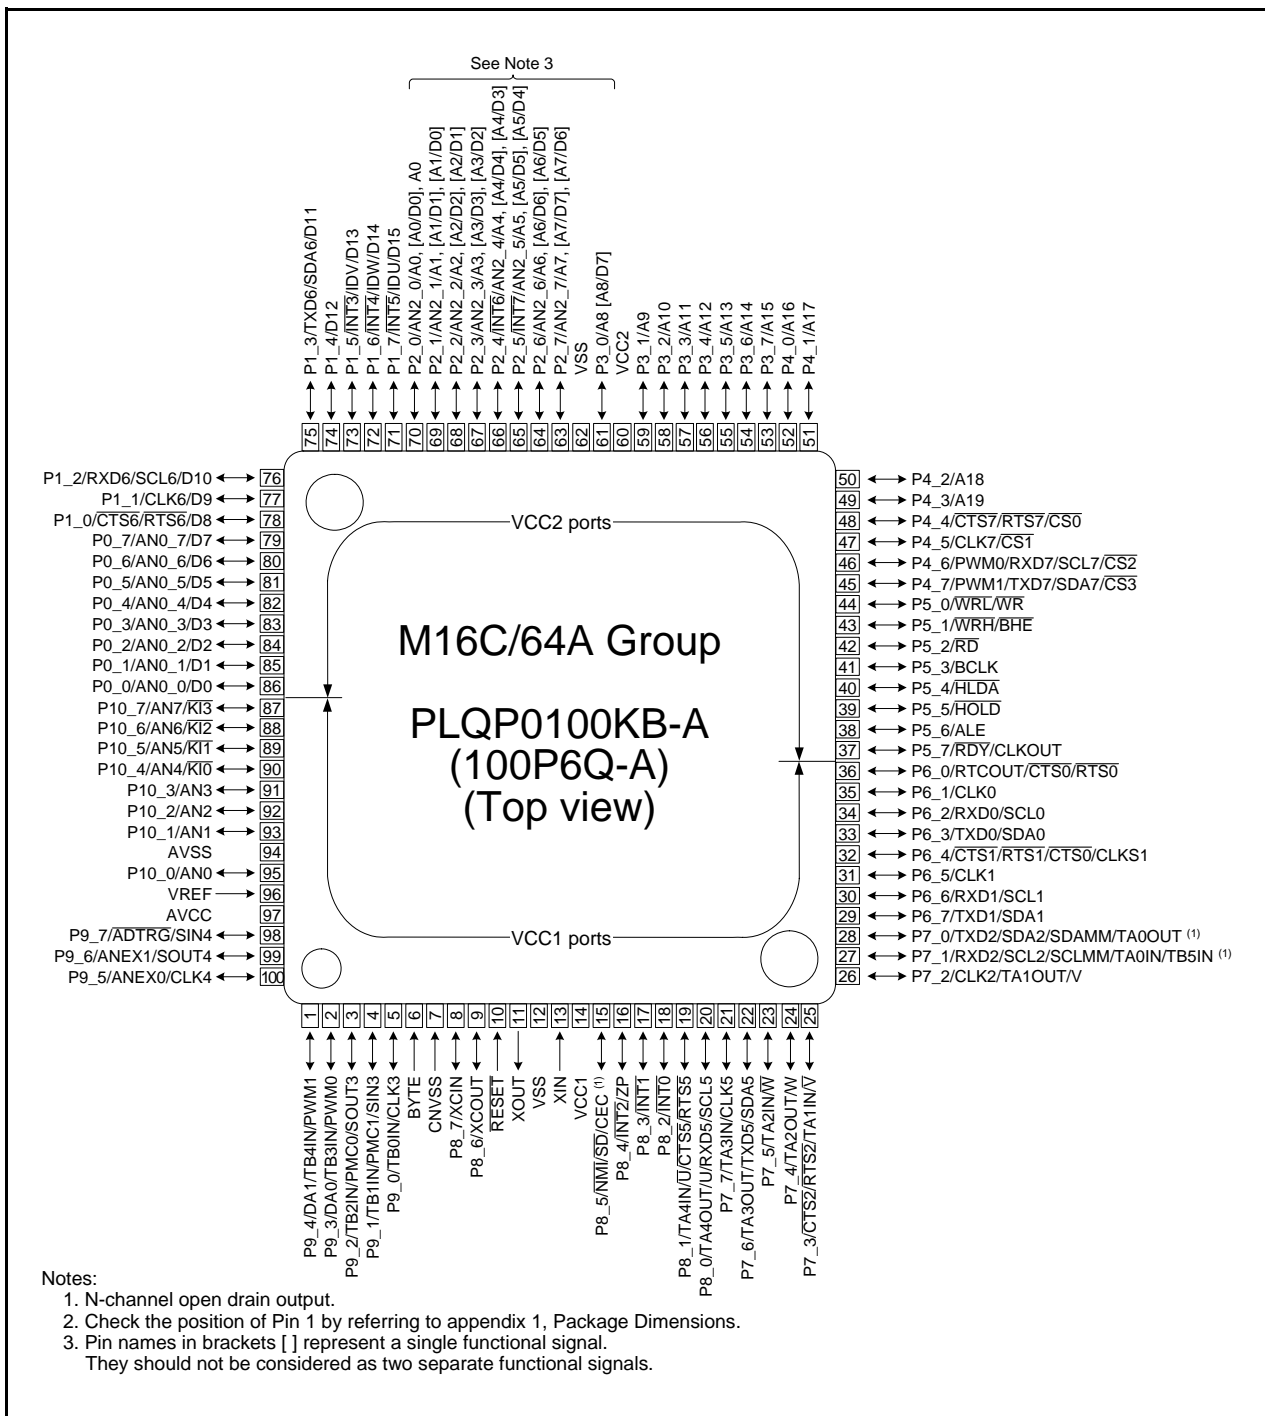 See Note 3
P1_3/TXD6/SDA6/D11
P1_4/D12
P1_5/INT3/IDV/D13
P1_6/INT4/IDW/D14
P1_7/INT5/IDU/D15
P2_0/AN2_0/A0, [A0/D0], A0
P2_1/AN2_1/A1, [A1/D1], [A1/D0]
P2_2/AN2_2/A2, [A2/D2], [A2/D1]
P2_3/AN2_3/A3, [A3/D3], [A3/D2]
P2_4/INT6/AN2_4/A4, [A4/D4], [A4/D3]
P2_5/INT7/AN2_5/A5, [A5/D5], [A5/D4]
P2_6/AN2_6/A6, [A6/D6], [A6/D5]
P2_7/AN2_7/A7, [A7/D7], [A7/D6]
VSS
P3_0/A8 [A8/D7]
VCC2
P3_1/A9
P3_2/A10
P3_3/A11
P3_4/A12
P3_5/A13
P3_6/A14
P3_7/A15
P4_0/A16
P4_1/A17
75 74 73 72 71 70 69 68 67 66 65 64 63 62 61 60 59 58 57 56 55 54 53 52 51
P1_2/RXD6/SCL6/D10 76
P1_1/CLK6/D9 77
P1_0/CTS6/RTS6/D8 78
P0_7/AN0_7/D7 79
P0_6/AN0_6/D6 80
P0_5/AN0_5/D5 81
P0_4/AN0_4/D4 82
P0_3/AN0_3/D3 83
P0_2/AN0_2/D2 84
P0_1/AN0_1/D1 85
P0_0/AN0_0/D0 86
P10_7/AN7/KI3 87
P10_6/AN6/KI2 88
P10_5/AN5/KI1 89
P10_4/AN4/KI0 90
P10_3/AN3 91
P10_2/AN2 92
P10_1/AN1 93
AVSS 94
P10_0/AN0 95
VREF 96
AVCC 97
P9_7/ADTRG/SIN4 98
P9_6/ANEX1/SOUT4 99
P9_5/ANEX0/CLK4 100
VCC2 ports
M16C/64A Group
PLQP0100KB-A
(100P6Q-A)
(Top view)
VCC1 ports
50 P4_2/A18
49 P4_3/A19
48 P4_4/CTS7/RTS7/CS0
47 P4_5/CLK7/CS1
46 P4_6/PWM0/RXD7/SCL7/CS2
45 P4_7/PWM1/TXD7/SDA7/CS3
44 P5_0/WRL/WR
43 P5_1/WRH/BHE
42 P5_2/RD
41 P5_3/BCLK
40 P5_4/HLDA
39 P5_5/HOLD
38 P5_6/ALE
37 P5_7/RDY/CLKOUT
36 P6_0/RTCOUT/CTS0/RTS0
35 P6_1/CLK0
34 P6_2/RXD0/SCL0
33 P6_3/TXD0/SDA0
32 P6_4/CTS1/RTS1/CTS0/CLKS1
31 P6_5/CLK1
30 P6_6/RXD1/SCL1
29 P6_7/TXD1/SDA1
28 P7_0/TXD2/SDA2/SDAMM/TA0OUT (1)
27 P7_1/RXD2/SCL2/SCLMM/TA0IN/TB5IN (1)
26 P7_2/CLK2/TA1OUT/V
1 2 3 4 5 6 7 8 9 10 11 12 13 14 15 16 17 18 19 20 21 22 23 24 25
P9_4/DA1/TB4IN/PWM1
P9_3/DA0/TB3IN/PWM0
P9_2/TB2IN/PMC0/SOUT3
P9_1/TB1IN/PMC1/SIN3
P9_0/TB0IN/CLK3
BYTE
CNVSS
P8_7/XCIN
P8_6/XCOUT
RESET
XOUT
VSS
XIN
VCC1
P8_5/NMI/SD/CEC (1)
P8_4/INT2/ZP
P8_3/INT1
P8_2/INT0
P8_1/TA4IN/U/CTS5/RTS5
P8_0/TA4OUT/U/RXD5/SCL5
P7_7/TA3IN/CLK5
P7_6/TA3OUT/TXD5/SDA5
P7_5/TA2IN/W
P7_4/TA2OUT/W
P7_3/CTS2/RTS2/TA1IN/V
Notes:
1. N-channel open drain output.
2. Check the position of Pin 1 by referring to appendix 1, Package Dimensions.
3. Pin names in brackets [ ] represent a single functional signal.
They should not be considered as two separate functional signals.